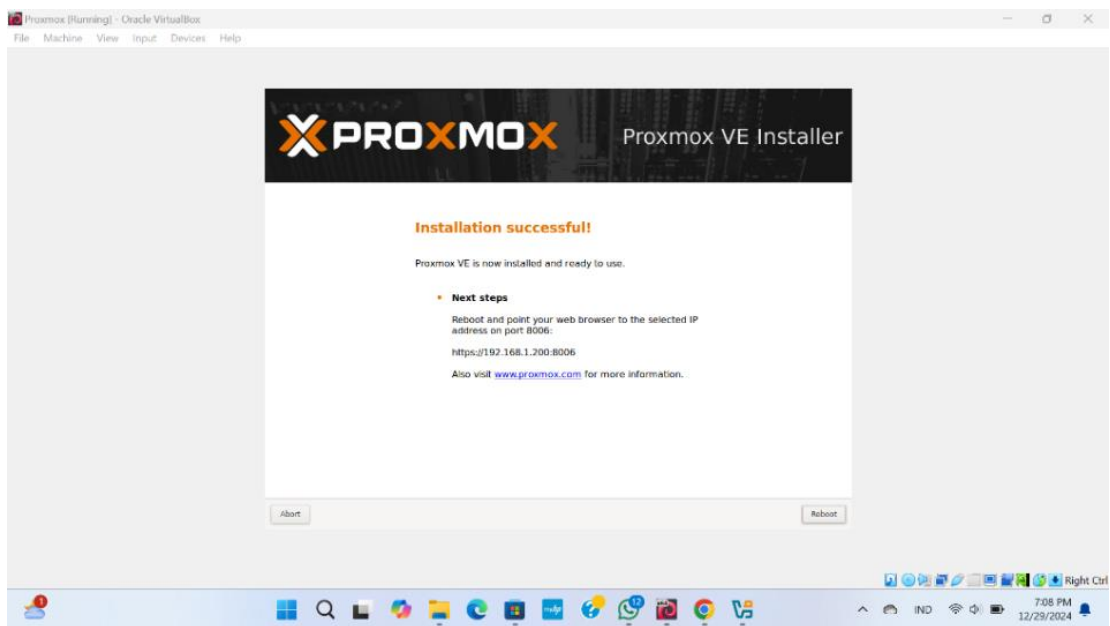 Proxmox [Running] - Oracle VirtualBox
File Machine View Input Devices Help
PROXMOX
Proxmox VE Installer
Installation successful!
Proxmox VE is now installed and ready to use.
Next steps
Reboot and point your web browser to the selected IP
address on port 8006:
https://192.168.1.200:8006
Also visit www.proxmox.com for more information.
Abort
Reboot
Right Ctrl
1
12
IND
7:08 PM
12/29/2024